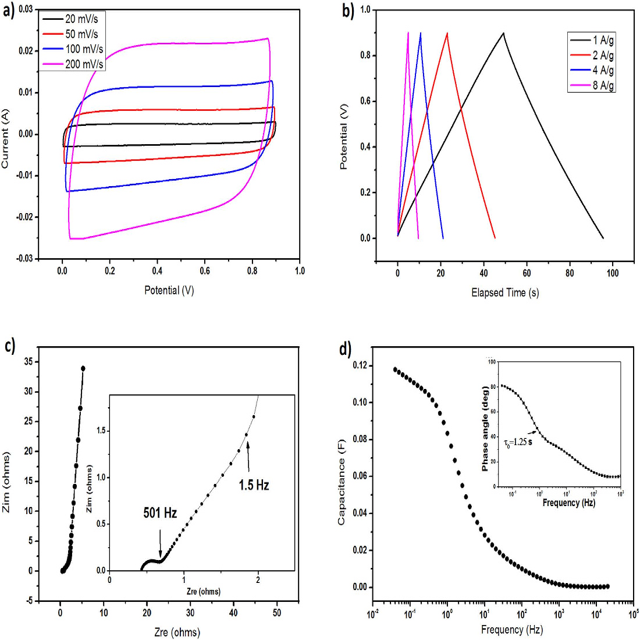 a)
20 mV/s
50 mV/s
100 mV/s
200 mV/s
Current (A)
0.03
0.02
0.01
0.00
-0.01
-0.02
-0.03
0.0 0.2 0.4 0.6 0.8 1.0
Potential (V)
b)
1 A/g
2 A/g
4 A/g
8 A/g
Potential (V)
1.0
0.8
0.6
0.4
0.2
0.0
0 20 40 60 80 100
Elapsed Time (s)
c)
Zim (ohms)
35
30
25
20
15
10
5
0
-5
0 10 20 30 40 50
Zre (ohms)
Zim (ohms)
1.5
1.0
0.5
0.0
1 2
Zre (ohms)
501 Hz
1.5 Hz
d)
Capacitance (F)
0.16
0.12
0.08
0.04
0.00
10⁻² 10⁻¹ 10⁰ 10¹ 10² 10³ 10⁴ 10⁵
Frequency (Hz)
Phase angle (deg)
100
80
60
40
20
0
10⁻¹ 10⁰ 10¹ 10² 10³
Frequency (Hz)
τ₀=1.25 s